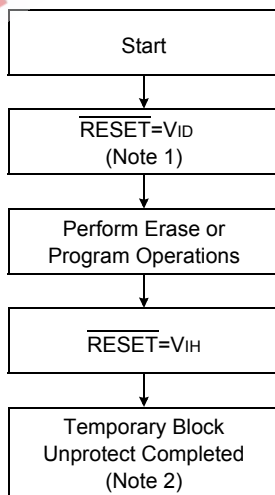 Start
RESET=VID
(Note 1)
Perform Erase or
Program Operations
RESET=VIH
Temporary Block
Unprotect Completed
(Note 2)